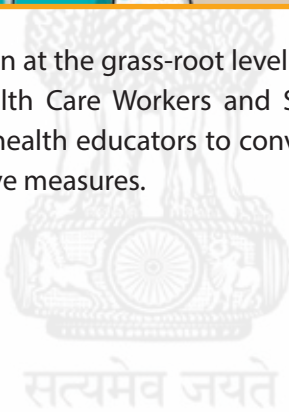 n at the grass-root level
lth Care Workers and S
health educators to conv
ve measures.
सत्यमेव जयते